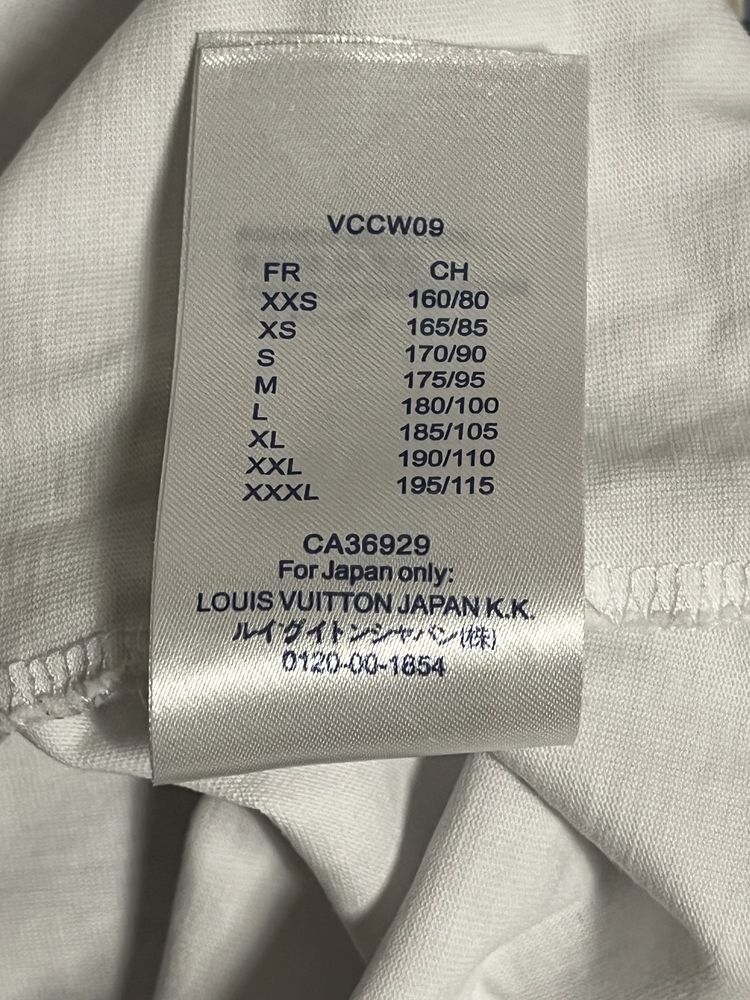 VCCW09
FR CH
XXS 160/80
XS 165/85
S 170/90
M 175/95
L 180/100
XL 185/105
XXL 190/110
XXXL 195/115
CA36929
For Japan only:
LOUIS VUITTON JAPAN K.K.
ルイグイトンシャパン(株)
0120-00-1854